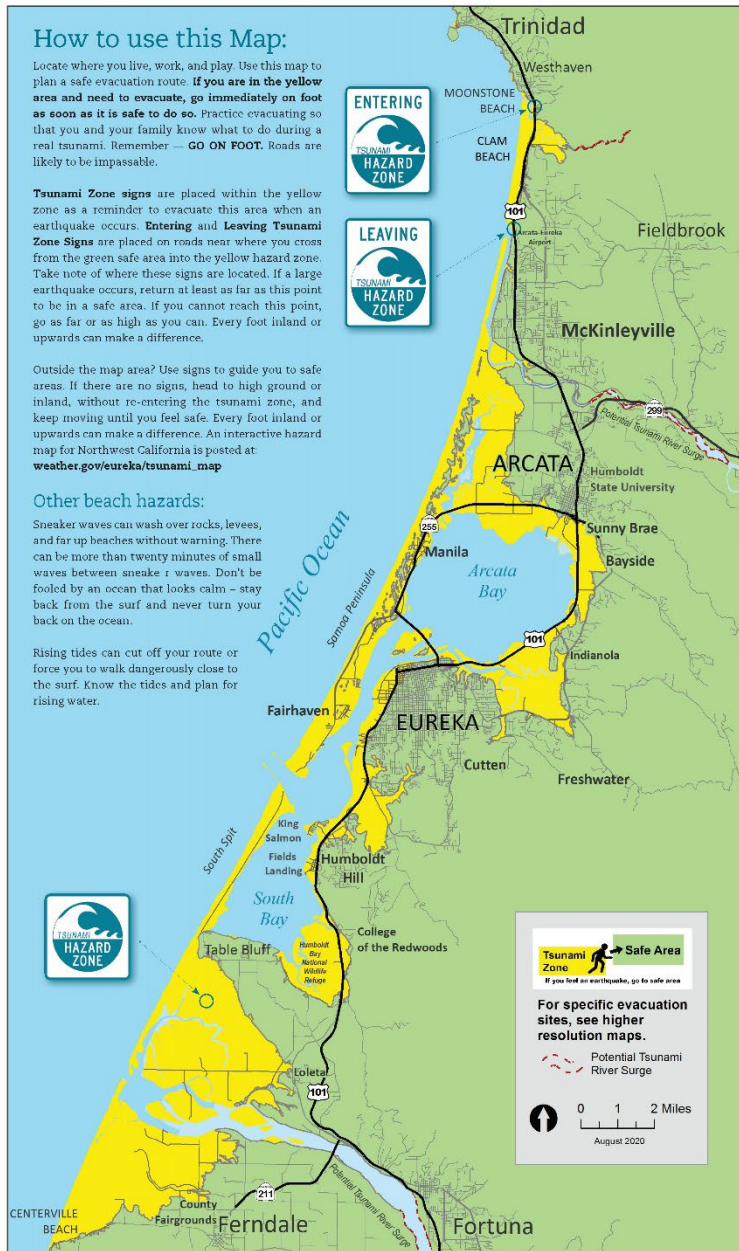 How to use this Map:
Locate where you live, work, and play. Use this map to
plan a safe evacuation route. If you are in the yellow
area and need to evacuate, go immediately on foot
as soon as it is safe to do so. Practice evacuating so
that you and your family know what to do during a
real tsunami. Remember — GO ON FOOT. Roads are
likely to be impassable.
Tsunami Zone signs are placed within the yellow
zone as a reminder to evacuate this area when an
earthquake occurs. Entering and Leaving Tsunami
Zone Signs are placed on roads near where you cross
from the green safe area into the yellow hazard zone.
Take note of where these signs are located. If a large
earthquake occurs, return at least as far as this point
to be in a safe area. If you cannot reach this point,
go as far or as high as you can. Every foot inland or
upwards can make a difference.
Outside the map area? Use signs to guide you to safe
areas. If there are no signs, head to high ground or
inland, without re-entering the tsunami zone, and
keep moving until you feel safe. Every foot inland or
upwards can make a difference. An interactive hazard
map for Northwest California is posted at:
weather.gov/eureka/tsunami_map
Other beach hazards:
Sneaker waves can wash over rocks, levees,
and far up beaches without warning. There
can be more than twenty minutes of small
waves between sneake r waves. Don't be
fooled by an ocean that looks calm – stay
back from the surf and never turn your
back on the ocean.
Rising tides can cut off your route or
force you to walk dangerously close to
the surf. Know the tides and plan for
rising water.
ENTERING
TSUNAMI
HAZARD
ZONE
LEAVING
TSUNAMI
HAZARD
ZONE
Trinidad
Westhaven
MOONSTONE
BEACH
CLAM
BEACH
101
Arcata-Eureka
Airport
Fieldbrook
McKinleyville
299
Potential Tsunami River Surge
ARCATA
Humboldt
State University
255
Sunny Brae
Manila
Bayside
Arcata
Bay
Pacific Ocean
Samoa Peninsula
101
Indianola
Fairhaven
EUREKA
Cutten
Freshwater
King
Salmon
South Spit
Fields
Landing
Humboldt
Hill
South
Bay
TSUNAMI
HAZARD
ZONE
College
of the Redwoods
Table Bluff
Humboldt
Bay
National
Wildlife
Refuge
Loleta
101
211
Potential Tsunami River Surge
County
Fairgrounds
CENTERVILLE
BEACH
Ferndale
Fortuna
Tsunami
Zone
Safe Area
If you feel an earthquake, go to safe area
For specific evacuation
sites, see higher
resolution maps.
Potential Tsunami
River Surge
0 1 2 Miles
August 2020